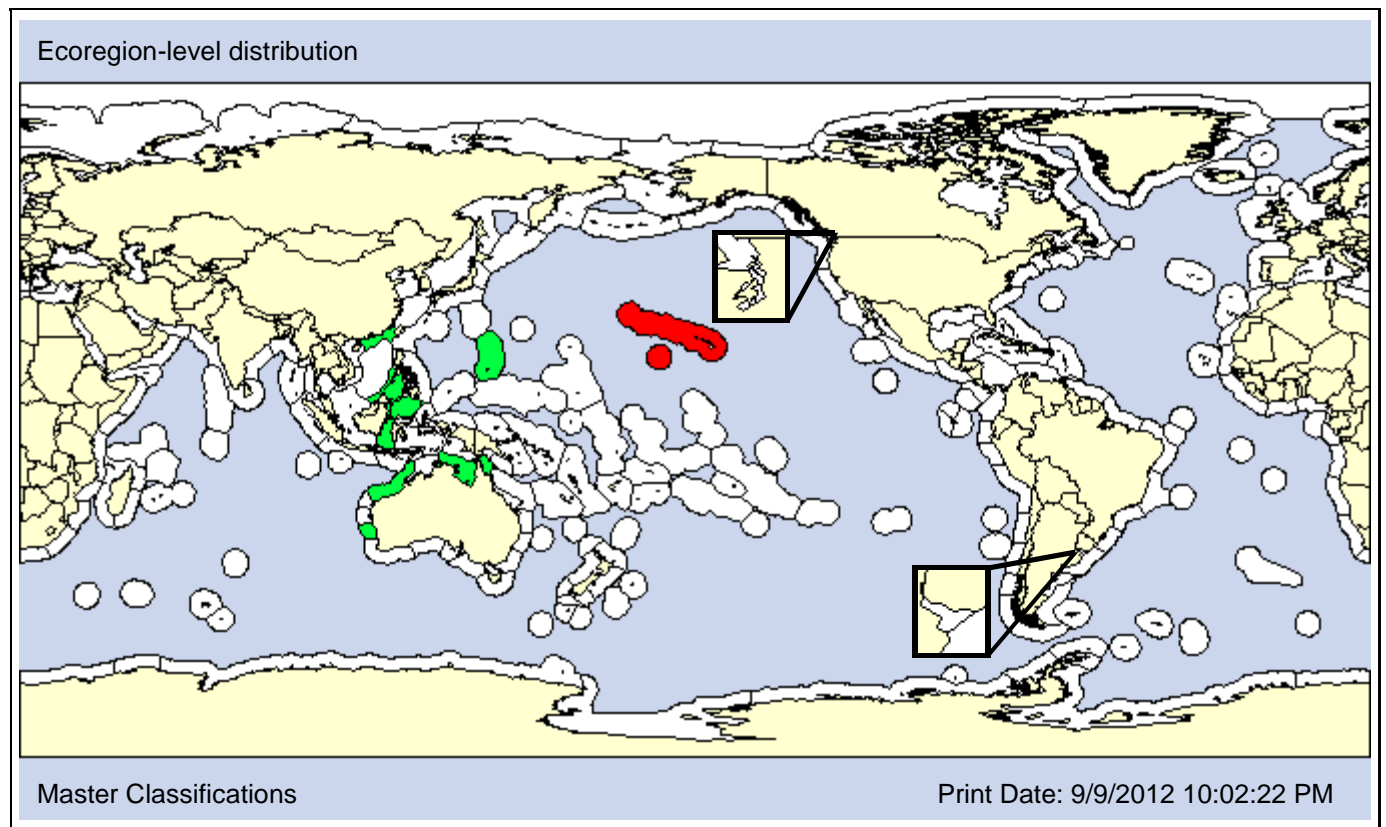 Ecoregion-level distribution
Master Classifications
Print Date: 9/9/2012 10:02:22 PM